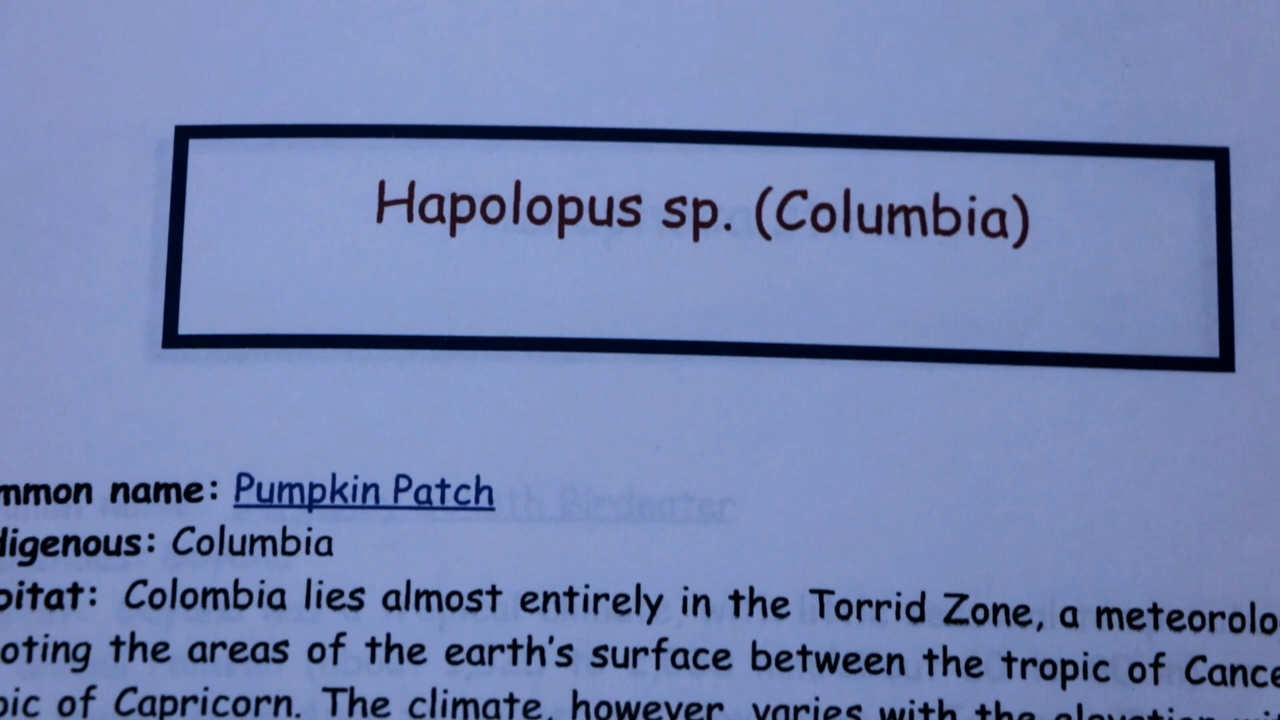 Hapolopus sp. (Columbia)
mmon name: Pumpkin Patch
digenous: Columbia
bitat: Colombia lies almost entirely in the Torrid Zone, a meteorolo
oting the areas of the earth's surface between the tropic of Cance
pic of Capricorn. The climate, however, varies with the elevation